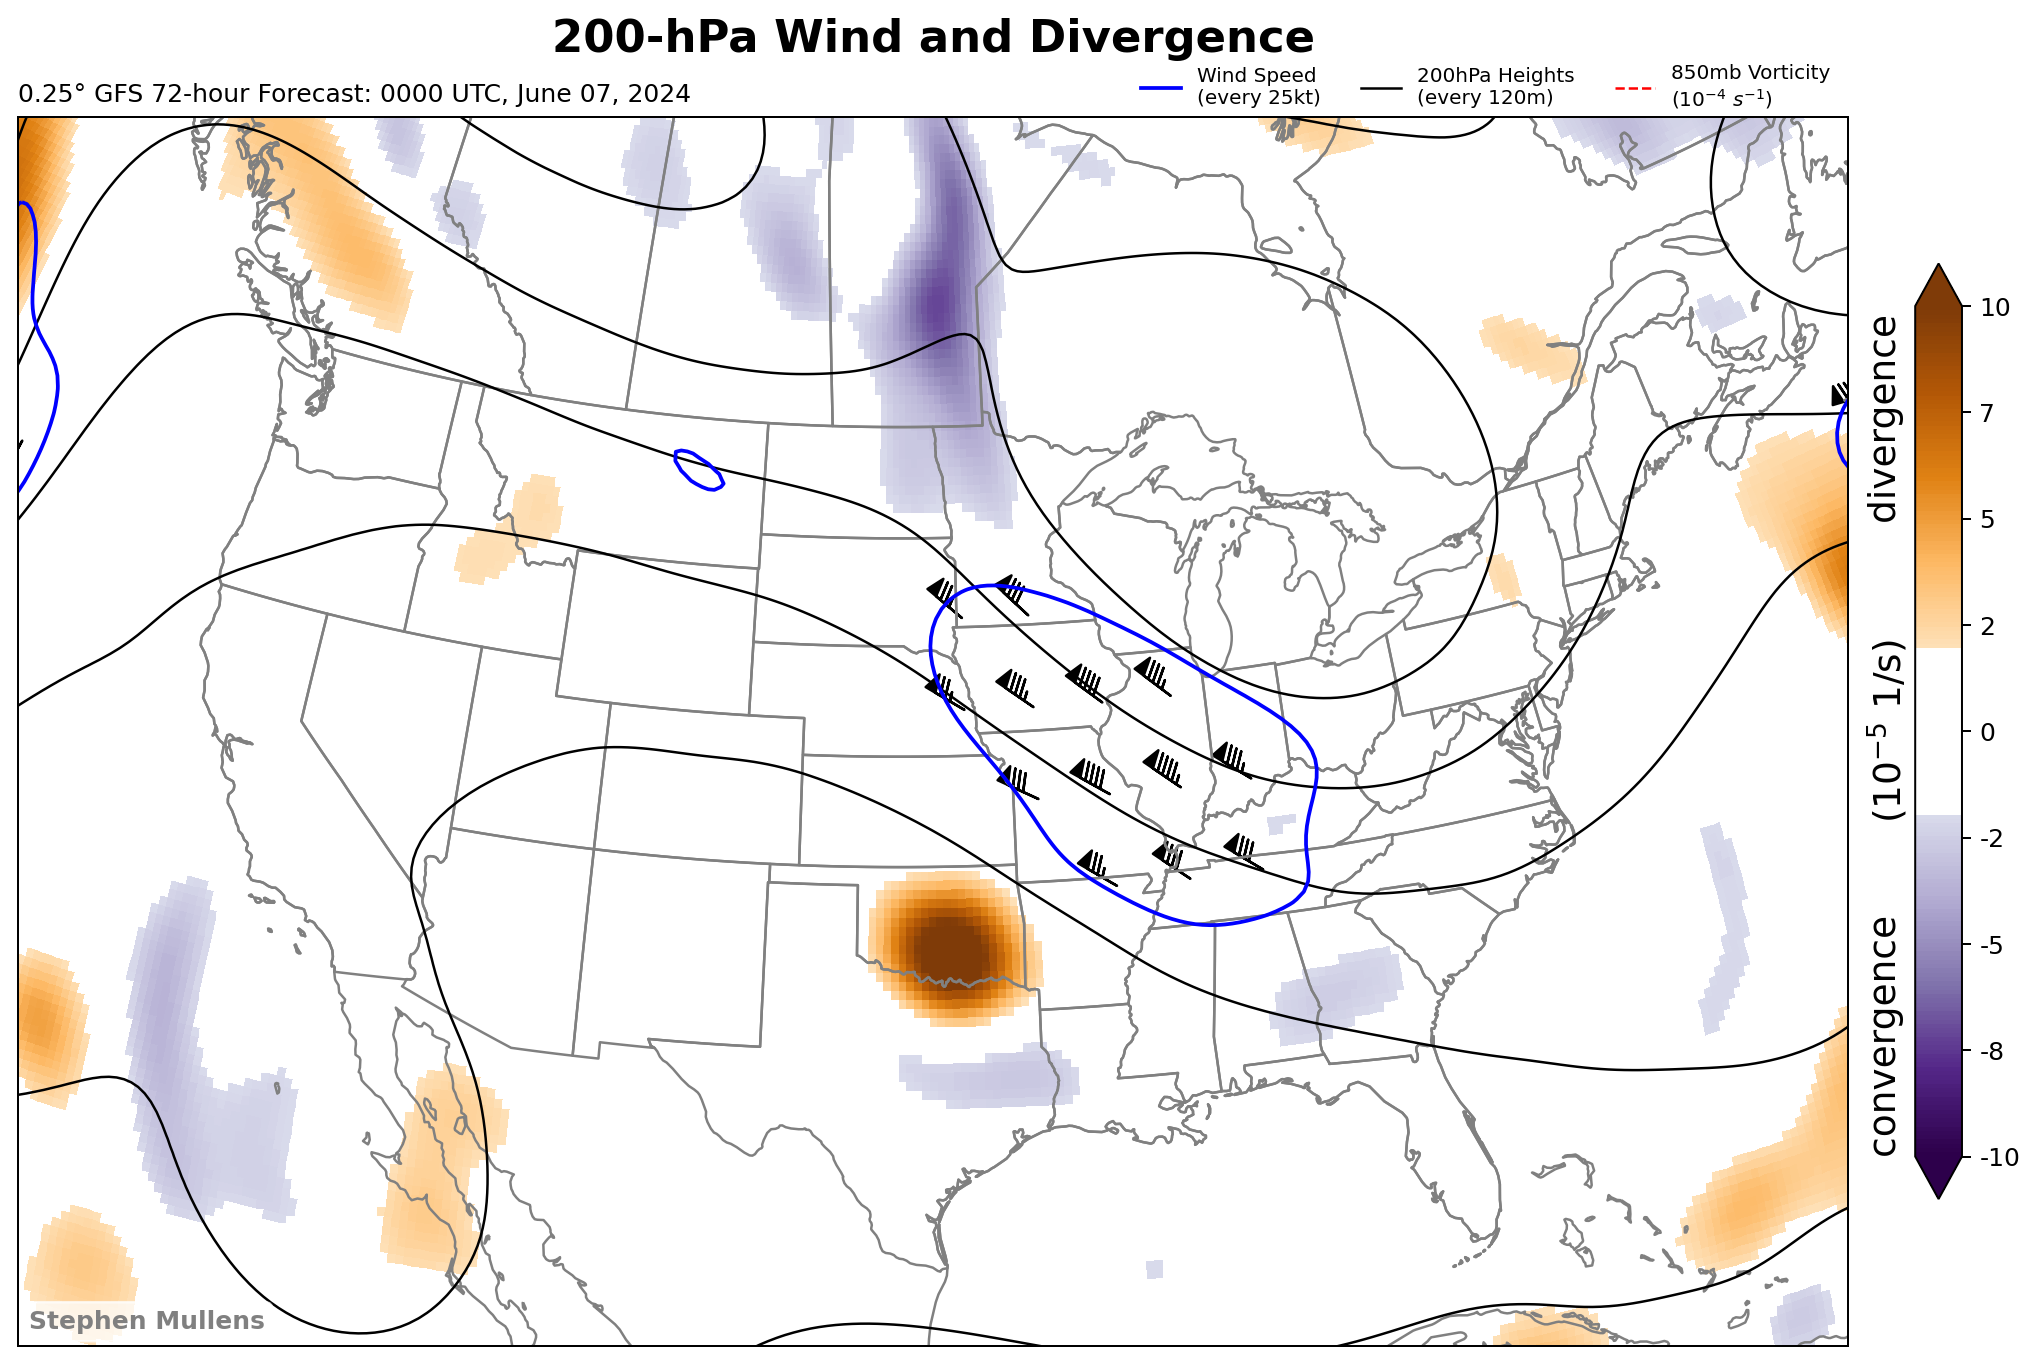 200-hPa Wind and Divergence
0.25° GFS 72-hour Forecast: 0000 UTC, June 07, 2024
Wind Speed
(every 25kt)
200hPa Heights
(every 120m)
850mb Vorticity
(10⁻⁴ s⁻¹)
10
7
5
2
0
-2
-5
-8
-10
convergence (10⁻⁵ 1/s) divergence
Stephen Mullens